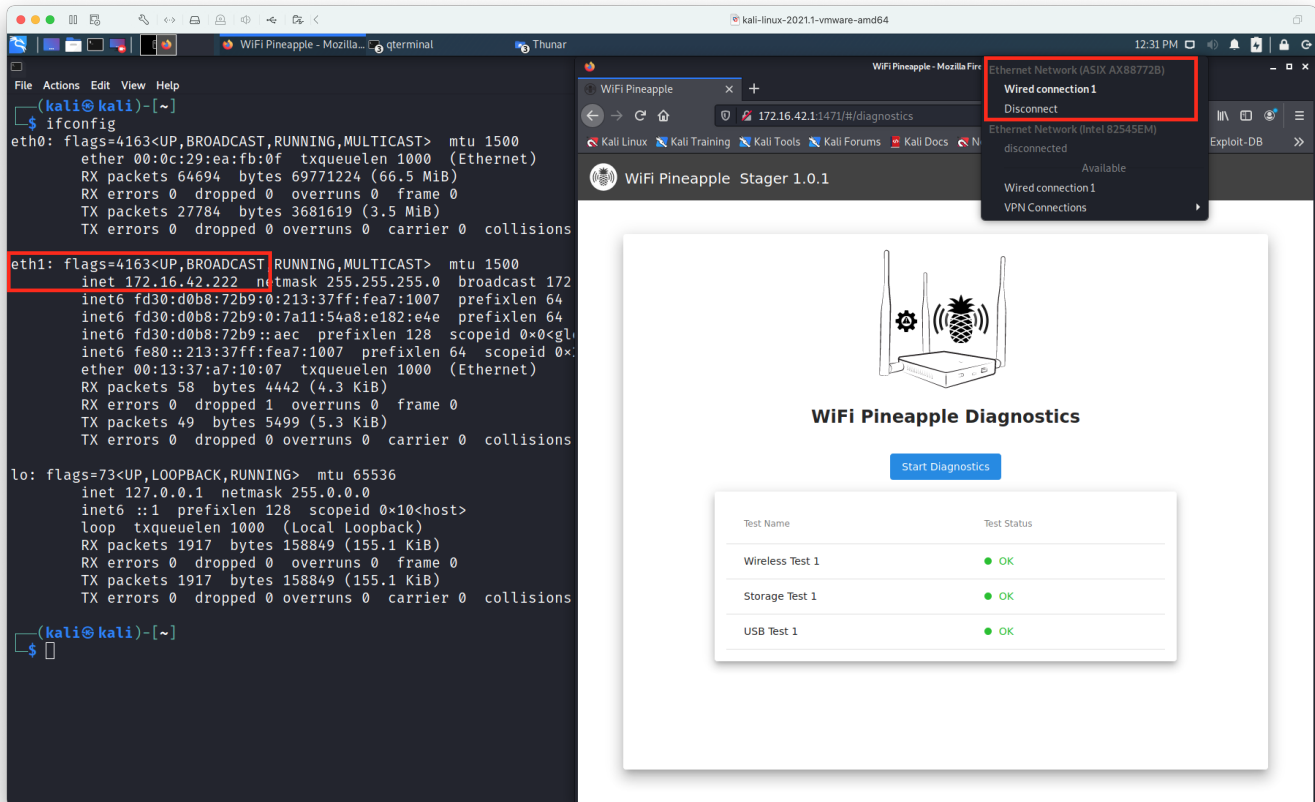 kali-linux-2021.1-vmware-amd64
WiFi Pineapple - Mozilla...
qterminal
Thunar
12:31 PM
File Actions Edit View Help
(kali㉿kali)-[~]
$ ifconfig
eth0: flags=4163<UP,BROADCAST,RUNNING,MULTICAST> mtu 1500
ether 00:0c:29:ea:fb:0f txqueuelen 1000 (Ethernet)
RX packets 64694 bytes 69771224 (66.5 MiB)
RX errors 0 dropped 0 overruns 0 frame 0
TX packets 27784 bytes 3681619 (3.5 MiB)
TX errors 0 dropped 0 overruns 0 carrier 0 collisions
eth1: flags=4163<UP,BROADCAST,RUNNING,MULTICAST> mtu 1500
inet 172.16.42.222 netmask 255.255.255.0 broadcast 172
inet6 fd30:d0b8:72b9:0:213:37ff:fea7:1007 prefixlen 64
inet6 fd30:d0b8:72b9:0:7a11:54a8:e182:e4e prefixlen 64
inet6 fd30:d0b8:72b9::aec prefixlen 128 scopeid 0×0<gl
inet6 fe80::213:37ff:fea7:1007 prefixlen 64 scopeid 0×
ether 00:13:37:a7:10:07 txqueuelen 1000 (Ethernet)
RX packets 58 bytes 4442 (4.3 KiB)
RX errors 0 dropped 1 overruns 0 frame 0
TX packets 49 bytes 5499 (5.3 KiB)
TX errors 0 dropped 0 overruns 0 carrier 0 collisions
lo: flags=73<UP,LOOPBACK,RUNNING> mtu 65536
inet 127.0.0.1 netmask 255.0.0.0
inet6 ::1 prefixlen 128 scopeid 0×10<host>
loop txqueuelen 1000 (Local Loopback)
RX packets 1917 bytes 158849 (155.1 KiB)
RX errors 0 dropped 0 overruns 0 frame 0
TX packets 1917 bytes 158849 (155.1 KiB)
TX errors 0 dropped 0 overruns 0 carrier 0 collisions
(kali㉿kali)-[~]
$
WiFi Pineapple - Mozilla Fire
WiFi Pineapple
172.16.42.1:1471/#/diagnostics
Kali Linux Kali Training Kali Tools Kali Forums Kali Docs N Exploit-DB
Ethernet Network (ASIX AX88772B)
Wired connection 1
Disconnect
Ethernet Network (Intel 82545EM)
disconnected
Available
Wired connection 1
VPN Connections
WiFi Pineapple Stager 1.0.1
WiFi Pineapple Diagnostics
Start Diagnostics
Test Name Test Status
Wireless Test 1 OK
Storage Test 1 OK
USB Test 1 OK